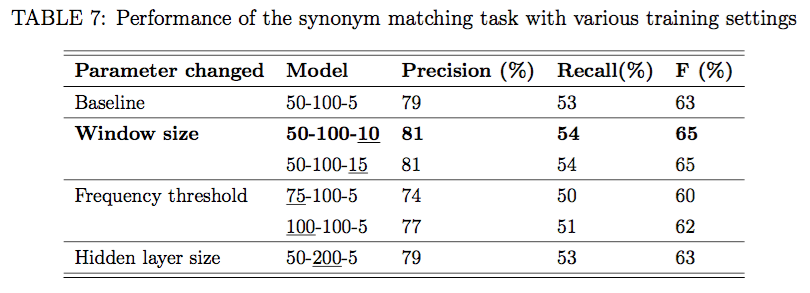 TABLE 7: Performance of the synonym matching task with various training settings
Parameter changed Model Precision (%) Recall(%) F (%)
Baseline 50-100-5 79 53 63
Window size 50-100-10 81 54 65
50-100-15 81 54 65
Frequency threshold 75-100-5 74 50 60
100-100-5 77 51 62
Hidden layer size 50-200-5 79 53 63